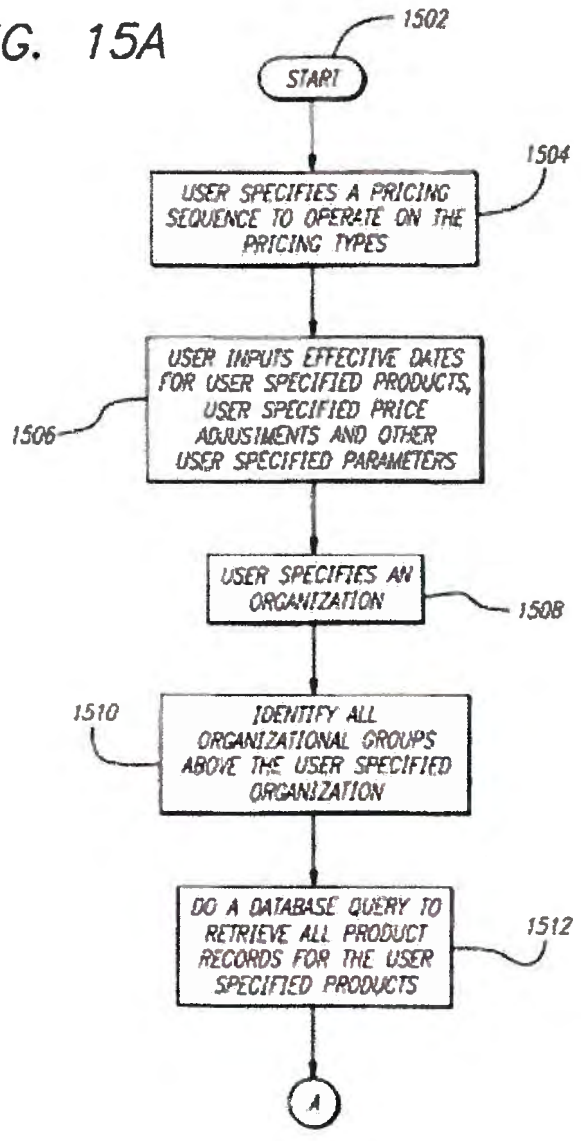 G. 15A
1502
START
1504
USER SPECIFIES A PRICING
SEQUENCE TO OPERATE ON THE
PRICING TYPES
USER INPUTS EFFECTIVE DATES
FOR USER SPECIFIED PRODUCTS,
USER SPECIFIED PRICE
ADJUSTMENTS AND OTHER
USER SPECIFIED PARAMETERS
1506
USER SPECIFIES AN
ORGANIZATION
1508
1510
IDENTIFY ALL
ORGANIZATIONAL GROUPS
ABOVE THE USER SPECIFIED
ORGANIZATION
DO A DATABASE QUERY TO
RETRIEVE ALL PRODUCT
RECORDS FOR THE USER
SPECIFIED PRODUCTS
1512
A